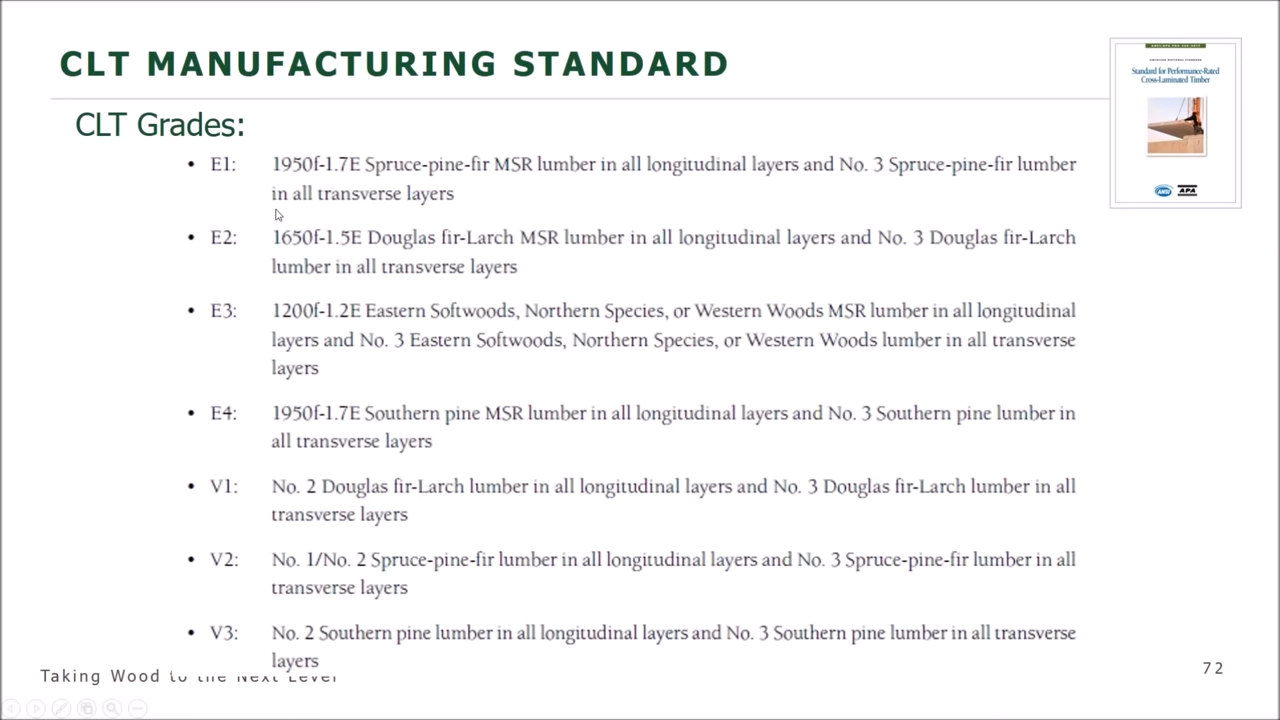 CLT MANUFACTURING STANDARD
Standard for Performance-Rated
Cross-Laminated Timber
ANSI
APA
CLT Grades:
• E1: 1950f-1.7E Spruce-pine-fir MSR lumber in all longitudinal layers and No. 3 Spruce-pine-fir lumber
in all transverse layers
• E2: 1650f-1.5E Douglas fir-Larch MSR lumber in all longitudinal layers and No. 3 Douglas fir-Larch
lumber in all transverse layers
• E3: 1200f-1.2E Eastern Softwoods, Northern Species, or Western Woods MSR lumber in all longitudinal
layers and No. 3 Eastern Softwoods, Northern Species, or Western Woods lumber in all transverse
layers
• E4: 1950f-1.7E Southern pine MSR lumber in all longitudinal layers and No. 3 Southern pine lumber in
all transverse layers
• V1: No. 2 Douglas fir-Larch lumber in all longitudinal layers and No. 3 Douglas fir-Larch lumber in all
transverse layers
• V2: No. 1/No. 2 Spruce-pine-fir lumber in all longitudinal layers and No. 3 Spruce-pine-fir lumber in all
transverse layers
• V3: No. 2 Southern pine lumber in all longitudinal layers and No. 3 Southern pine lumber in all transverse
layers
Taking Wood to the Next Level
72